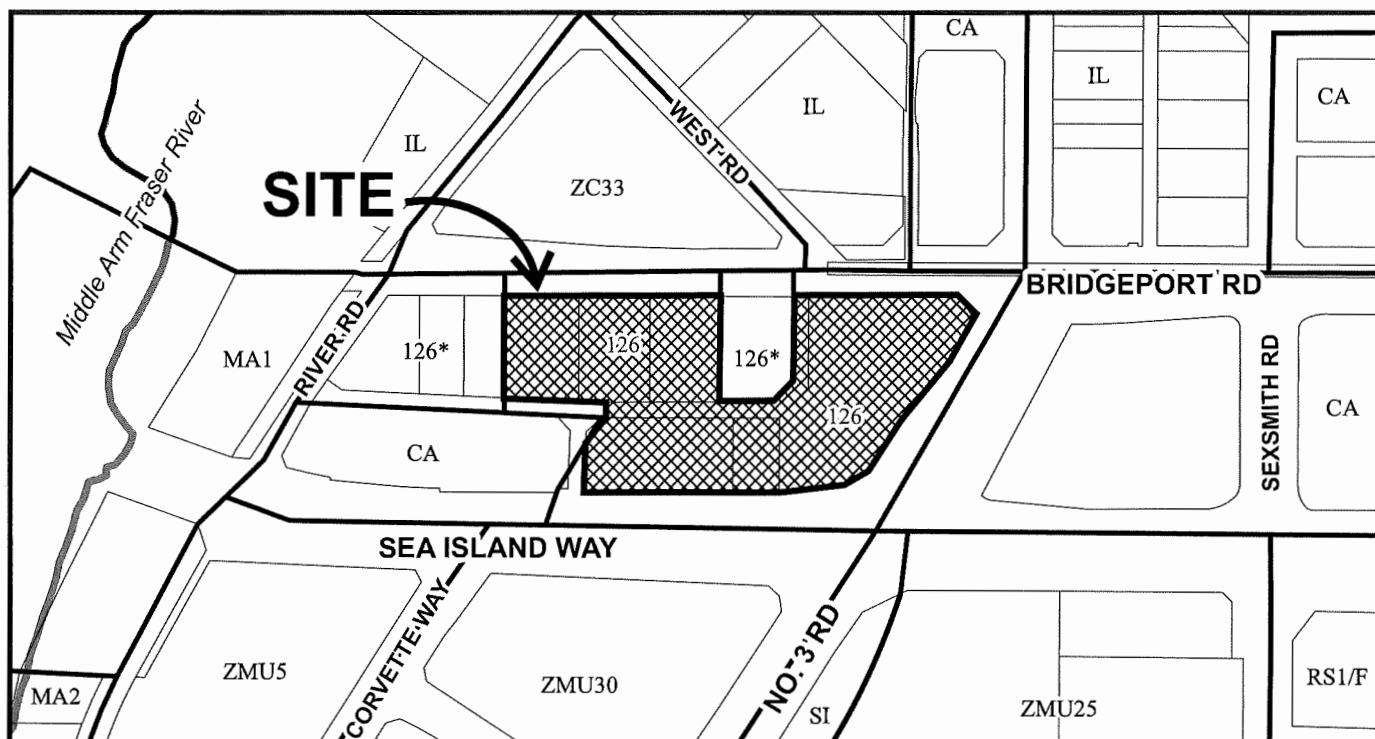 CA
IL
CA
IL
WEST RD
IL
SITE
ZC33
Middle Arm Fraser River
BRIDGEPORT RD
RIVER RD
MA1
126*
126
126*
126
CA
SEXSMITH RD
CA
SEA ISLAND WAY
CORVETTE WAY
NO. 3 RD
ZMU5
ZMU30
MA2
SI
ZMU25
RS1/F